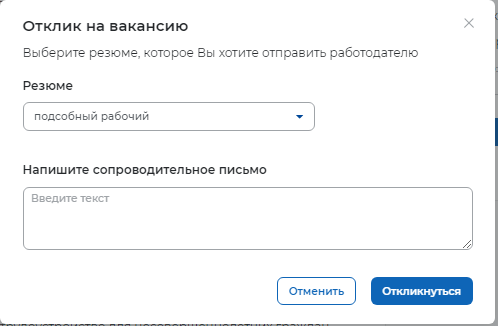 Отклик на вакансию
Выберите резюме, которое Вы хотите отправить работодателю
Резюме
подсобный рабочий
Напишите сопроводительное письмо
Введите текст
Отменить
Откликнуться